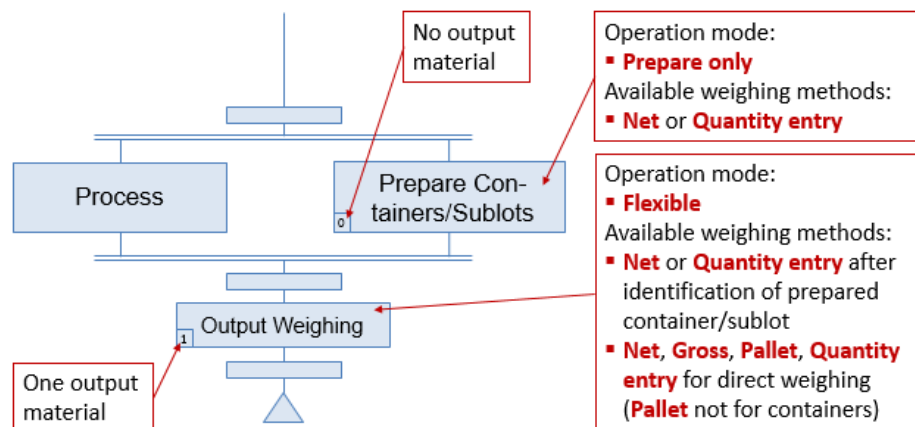 No output
material
Operation mode:
▪ Prepare only
Available weighing methods:
▪ Net or Quantity entry
Process
Prepare Con-
tainers/Sublots
0
Operation mode:
▪ Flexible
Available weighing methods:
▪ Net or Quantity entry after
identification of prepared
container/sublot
▪ Net, Gross, Pallet, Quantity
entry for direct weighing
(Pallet not for containers)
Output Weighing
1
One output
material